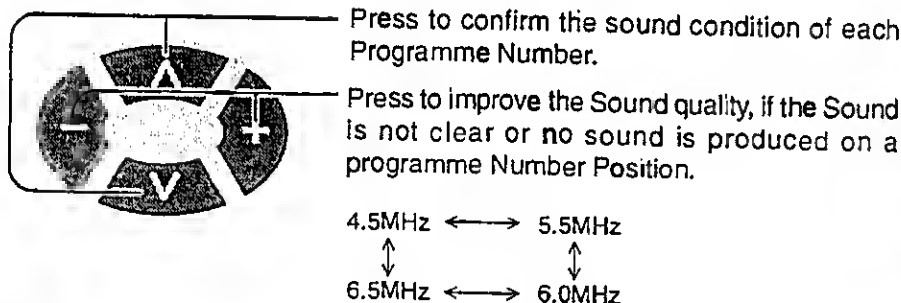 Press to confirm the sound condition of each
Programme Number.
Press to improve the Sound quality, if the Sound
is not clear or no sound is produced on a
programme Number Position.
4.5MHz ⟷ 5.5MHz
↕ ↕
6.5MHz ⟷ 6.0MHz
∧
−
+
∨